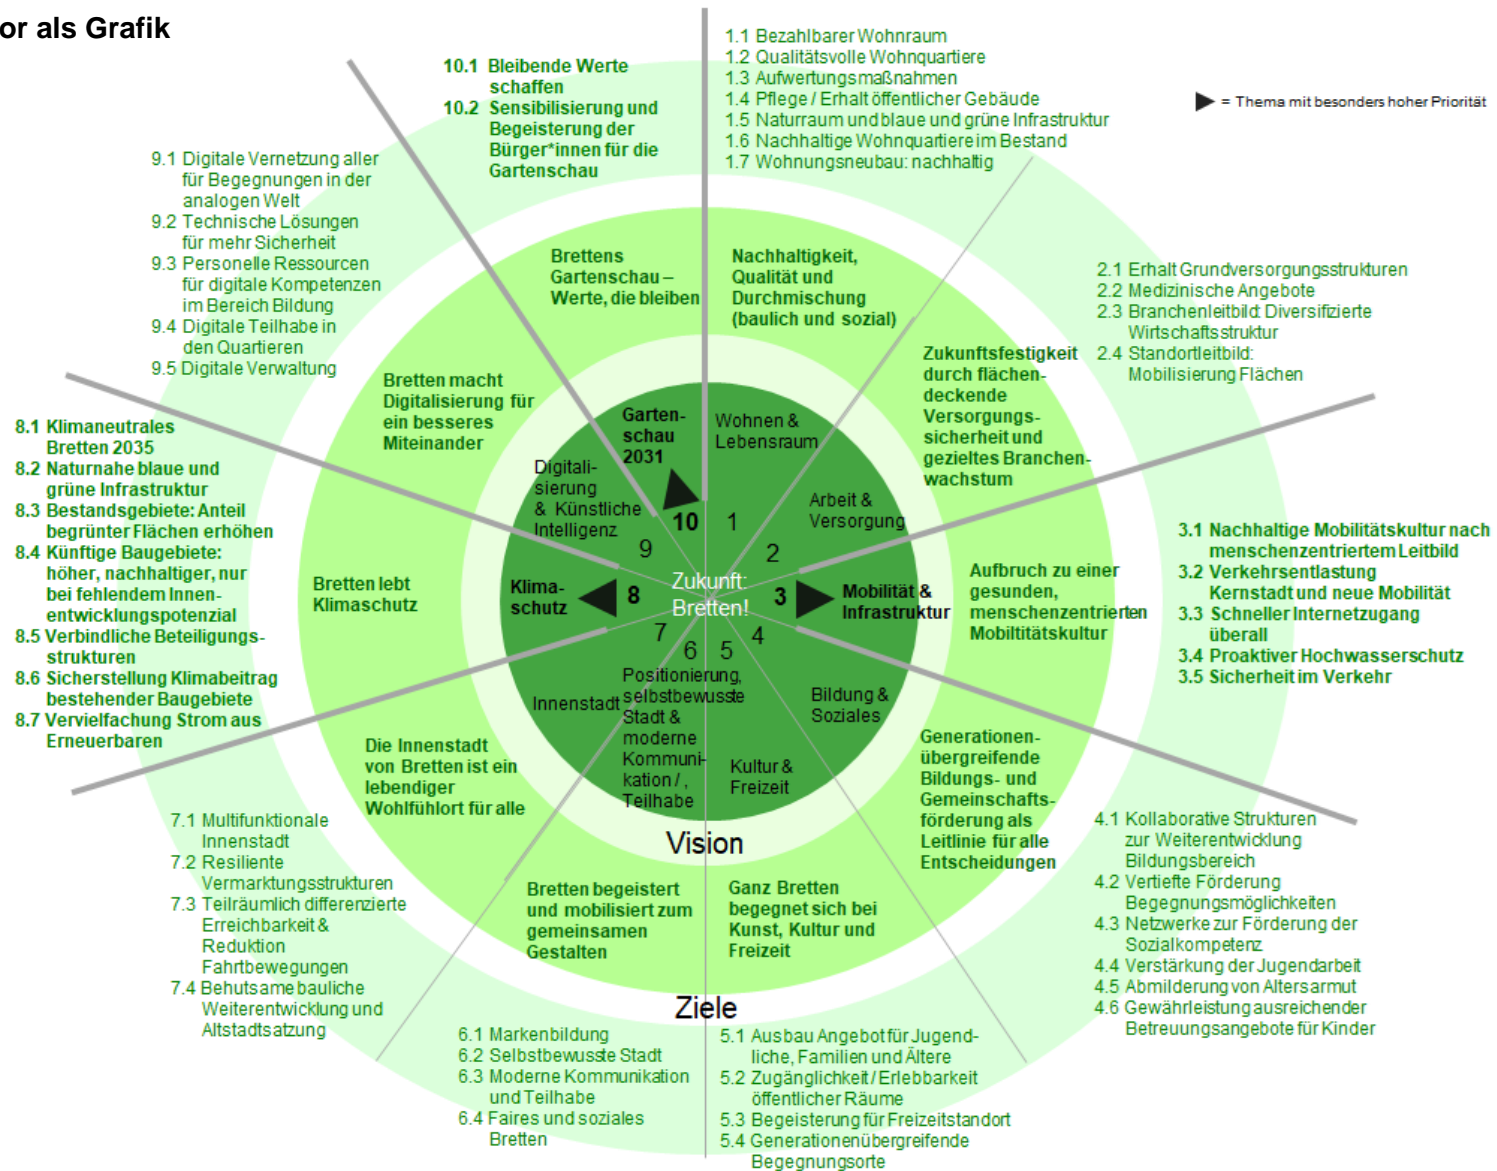 or als Grafik
= Thema mit besonders hoher Priorität
1.1 Bezahlbarer Wohnraum
1.2 Qualitätsvolle Wohnquartiere
1.3 Aufwertungsmaßnahmen
1.4 Pflege / Erhalt öffentlicher Gebäude
1.5 Naturraum und blaue und grüne Infrastruktur
1.6 Nachhaltige Wohnquartiere im Bestand
1.7 Wohnungsneubau: nachhaltig
2.1 Erhalt Grundversorgungsstrukturen
2.2 Medizinische Angebote
2.3 Branchenleitbild: Diversifizierte
Wirtschaftsstruktur
2.4 Standortleitbild:
Mobilisierung Flächen
3.1 Nachhaltige Mobilitätskultur nach
menschenzentriertem Leitbild
3.2 Verkehrsentlastung
Kernstadt und neue Mobilität
3.3 Schneller Internetzugang
überall
3.4 Proaktiver Hochwasserschutz
3.5 Sicherheit im Verkehr
4.1 Kollaborative Strukturen
zur Weiterentwicklung
Bildungsbereich
4.2 Vertiefte Förderung
Begegnungsmöglichkeiten
4.3 Netzwerke zur Förderung der
Sozialkompetenz
4.4 Verstärkung der Jugendarbeit
4.5 Abmilderung von Altersarmut
4.6 Gewährleistung ausreichender
Betreuungsangebote für Kinder
5.1 Ausbau Angebot für Jugend-
liche, Familien und Ältere
5.2 Zugänglichkeit / Erlebbarkeit
öffentlicher Räume
5.3 Begeisterung für Freizeitstandort
5.4 Generationenübergreifende
Begegnungsorte
6.1 Markenbildung
6.2 Selbstbewusste Stadt
6.3 Moderne Kommunikation
und Teilhabe
6.4 Faires und soziales
Bretten
7.1 Multifunktionale
Innenstadt
7.2 Resiliente
Vermarktungsstrukturen
7.3 Teilräumlich differenzierte
Erreichbarkeit &
Reduktion
Fahrtbewegungen
7.4 Behutsame bauliche
Weiterentwicklung und
Altstadtsatzung
8.1 Klimaneutrales
Bretten 2035
8.2 Naturnahe blaue und
grüne Infrastruktur
8.3 Bestandsgebiete: Anteil
begrünter Flächen erhöhen
8.4 Künftige Baugebiete:
höher, nachhaltiger, nur
bei fehlendem Innen-
entwicklungspotenzial
8.5 Verbindliche Beteiligungs-
strukturen
8.6 Sicherstellung Klimabeitrag
bestehender Baugebiete
8.7 Vervielfachung Strom aus
Erneuerbaren
9.1 Digitale Vernetzung aller
für Begegnungen in der
analogen Welt
9.2 Technische Lösungen
für mehr Sicherheit
9.3 Personelle Ressourcen
für digitale Kompetenzen
im Bereich Bildung
9.4 Digitale Teilhabe in
den Quartieren
9.5 Digitale Verwaltung
10.1 Bleibende Werte
schaffen
10.2 Sensibilisierung und
Begeisterung der
Bürger*innen für die
Gartenschau
Nachhaltigkeit,
Qualität und
Durchmischung
(baulich und sozial)
Zukunftsfestigkeit
durch flächen-
deckende
Versorgungs-
sicherheit und
gezieltes Branchen-
wachstum
Aufbruch zu einer
gesunden,
menschenzentrierten
Mobiltitätskultur
Generationen-
übergreifende
Bildungs- und
Gemeinschafts-
förderung als
Leitlinie für alle
Entscheidungen
Ganz Bretten
begegnet sich bei
Kunst, Kultur und
Freizeit
Bretten begeistert
und mobilisiert zum
gemeinsamen
Gestalten
Die Innenstadt
von Bretten ist ein
lebendiger
Wohlfühlort für alle
Bretten lebt
Klimaschutz
Bretten macht
Digitalisierung für
ein besseres
Miteinander
Brettens
Gartenschau –
Werte, die bleiben
Wohnen &
Lebensraum
1
Arbeit &
Versorgung
2
Mobilität &
Infrastruktur
3
Bildung &
Soziales
4
Kultur &
Freizeit
5
Positionierung,
selbstbewusste
Stadt &
moderne
Kommuni-
kation / ,
Teilhabe
6
Innenstadt
7
Klima-
schutz
8
Digitali-
sierung
& Künstliche
Intelligenz
9
Garten-
schau
2031
10
Zukunft:
Bretten!
Vision
Ziele